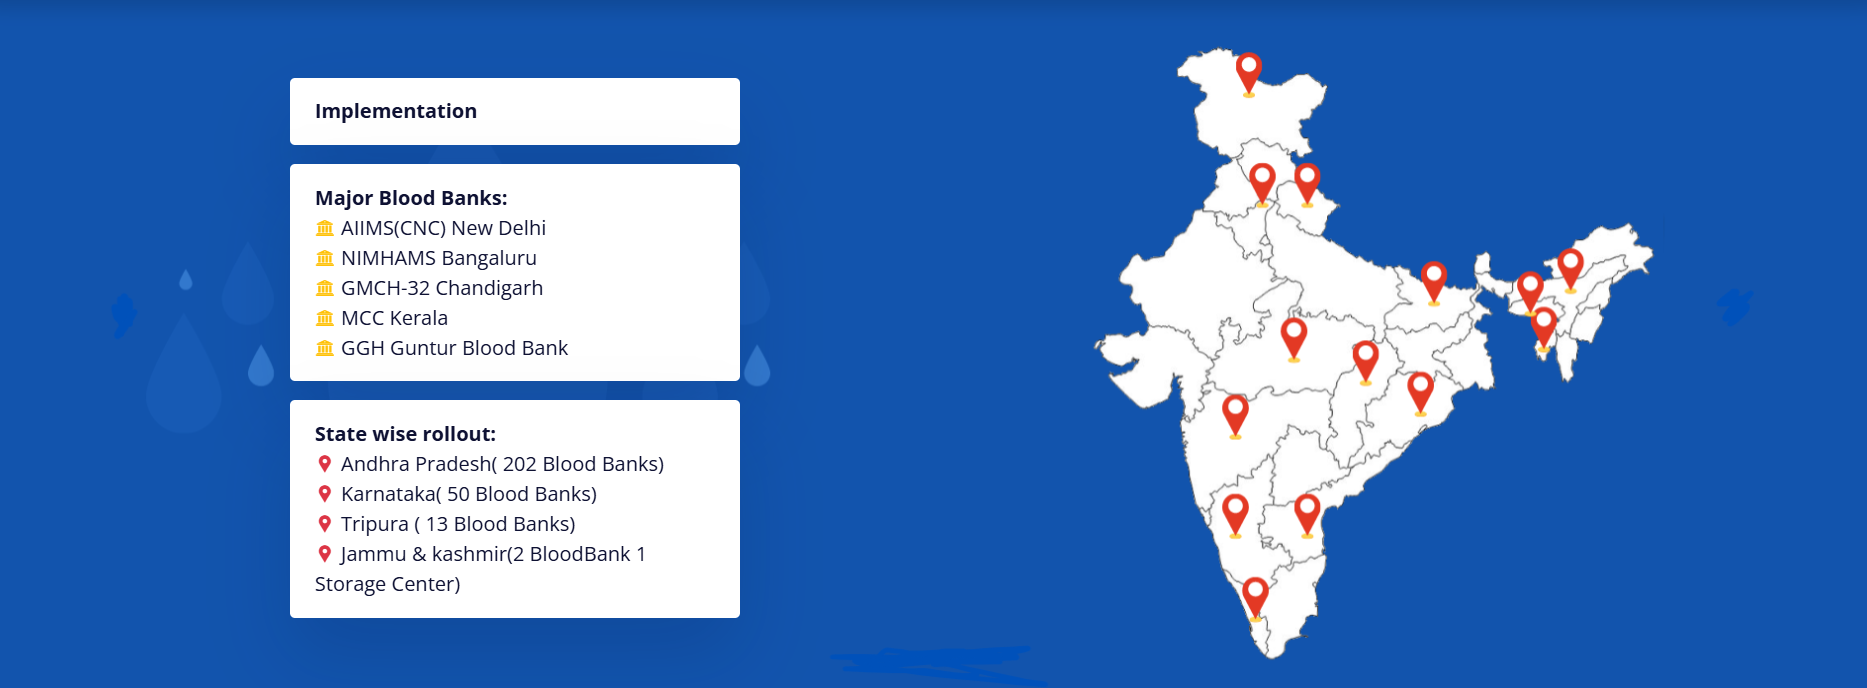 Implementation
Major Blood Banks:
AIIMS(CNC) New Delhi
NIMHAMS Bangaluru
GMCH-32 Chandigarh
MCC Kerala
GGH Guntur Blood Bank
State wise rollout:
Andhra Pradesh( 202 Blood Banks)
Karnataka( 50 Blood Banks)
Tripura ( 13 Blood Banks)
Jammu & kashmir(2 BloodBank 1
Storage Center)